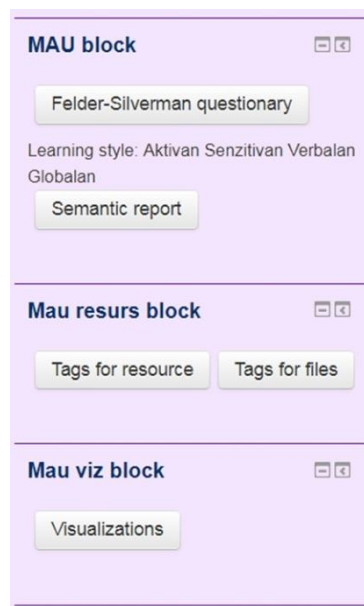 MAU block
Felder-Silverman questionary
Learning style: Aktivan Senzitivan Verbalan
Globalan
Semantic report
Mau resurs block
Tags for resource Tags for files
Mau viz block
Visualizations